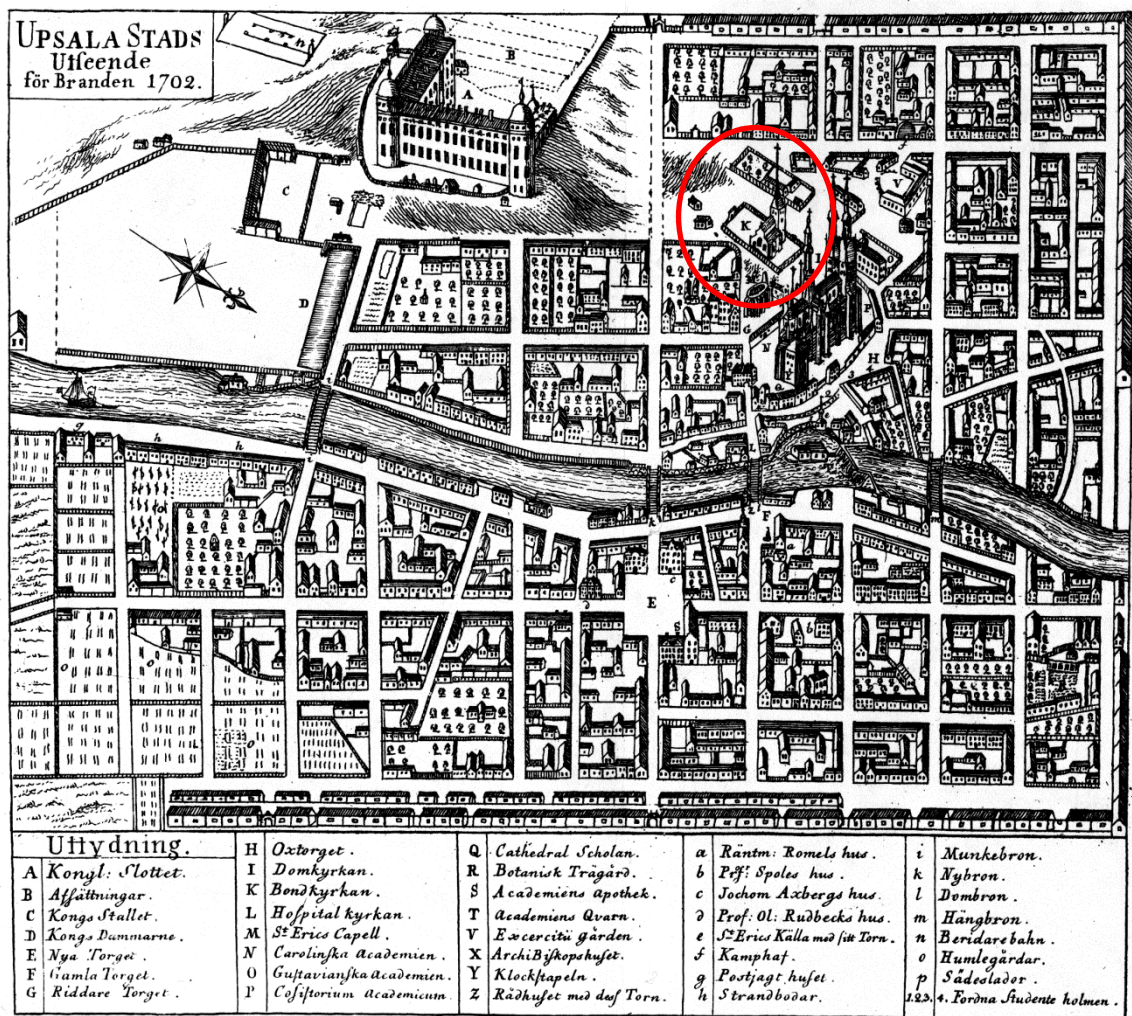 UPSALA STADS
Utseende
för Branden 1702.
n
B
A
C
V
K
O
I
D
G
N
P
H
g
h
h
L
k
F
m
a
c
E
d
S
b
o
o
o
Uttydning.
A Kongl: Slottet.
B Affättningar.
C Kongs Stallet.
D Kongs Dammarne.
E Nya Torget.
F Gamla Torget.
G Riddare Torget.
H Oxtorget.
I Domkyrkan.
K Bondkyrkan.
L Hospital kyrkan.
M St Erics Capell.
N Carolinska Academien.
O Gustavianska Academien.
P Cosistorium Academicum.
Q Cathedral Scholan.
R Botanisk Trägård.
S Academiens Apothek.
T Academiens Qvarn.
V Excercitii gården.
X ArchiBiskopshuset.
Y Klockstapeln.
Z Rådhuset med dess Torn.
a Räntm: Romels hus.
b Prof: Spoles hus.
c Jochom Axbergs hus.
d Prof: Ol: Rudbecks hus.
e St Erics Källa med sitt Torn.
f Kamphaf.
g Postjagt huset.
h Strandbodar.
i Munkebron.
k Nybron.
l Dombron.
m Hängbron.
n Beridarebahn.
o Humlegårdar.
p Sädeslador.
1.2.3. 4. Fordna Studente holmen.